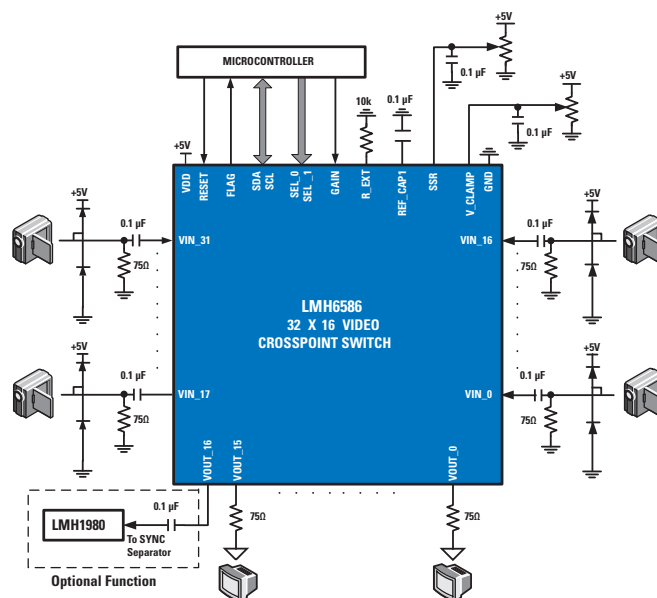 +5V
MICROCONTROLLER
0.1 µF
+5V
10k
0.1 µF
0.1 µF
+5V
VDD
RESET
FLAG
SDA
SCL
SEL_0
SEL_1
GAIN
R_EXT
REF_CAP1
SSR
V_CLAMP
GND
+5V
0.1 µF
VIN_31
75Ω
VIN_16
0.1 µF
+5V
75Ω
LMH6586
32 X 16 VIDEO
CROSSPOINT SWITCH
+5V
0.1 µF
VIN_17
75Ω
VIN_0
0.1 µF
+5V
75Ω
VOUT_16
VOUT_15
VOUT_0
0.1 µF
LMH1980
To SYNC
Separator
Optional Function
75Ω
75Ω